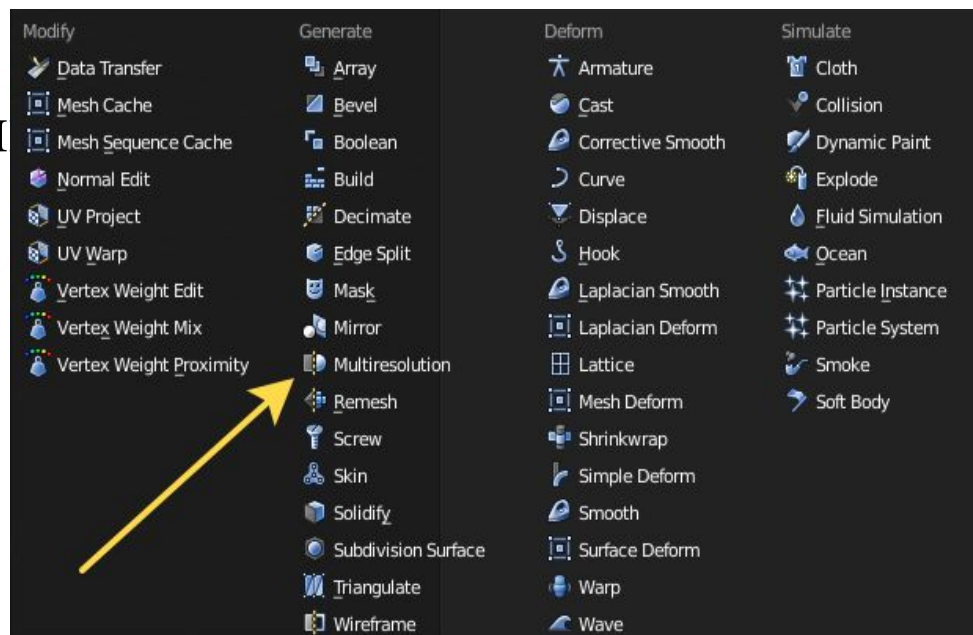 Modify
Data Transfer
Mesh Cache
Mesh Sequence Cache
Normal Edit
UV Project
UV Warp
Vertex Weight Edit
Vertex Weight Mix
Vertex Weight Proximity
Generate
Array
Bevel
Boolean
Build
Decimate
Edge Split
Mask
Mirror
Multiresolution
Remesh
Screw
Skin
Solidify
Subdivision Surface
Triangulate
Wireframe
Deform
Armature
Cast
Corrective Smooth
Curve
Displace
Hook
Laplacian Smooth
Laplacian Deform
Lattice
Mesh Deform
Shrinkwrap
Simple Deform
Smooth
Surface Deform
Warp
Wave
Simulate
Cloth
Collision
Dynamic Paint
Explode
Fluid Simulation
Ocean
Particle Instance
Particle System
Smoke
Soft Body